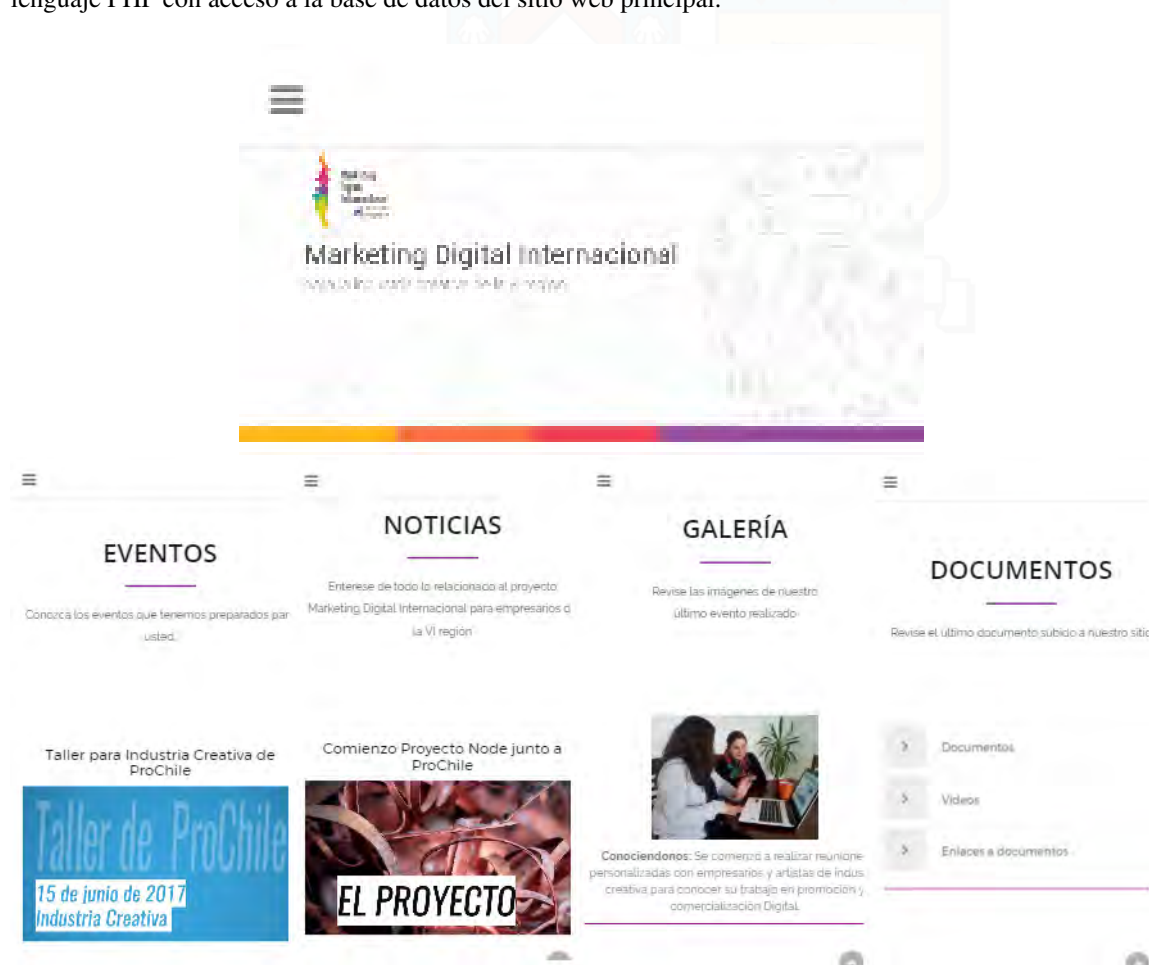 lenguaje PHP con acceso a la base de datos del sitio web principal.
Marketing Digital Internacional
EVENTOS
Conozca los eventos que tenemos preparados par
usted.
Taller para Industria Creativa de
ProChile
Taller de ProChile
15 de junio de 2017
Industria Creativa
NOTICIAS
Enterese de todo lo relacionado al proyecto
Marketing Digital Internacional para empresarios d
la VI región
Comienzo Proyecto Node junto a
ProChile
EL PROYECTO
GALERÍA
Revise las imágenes de nuestro
último evento realizado
Conociendonos: Se comenzó a realizar reunione
personalizadas con empresarios y artistas de indus
creativa para conocer su trabajo en promoción y
comercialización Digital.
DOCUMENTOS
Revise el último documento subido a nuestro sitio
Documentos
Videos
Enlaces a documentos